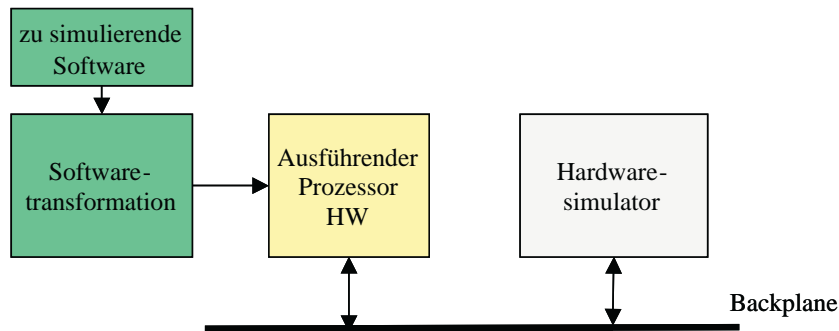 zu simulierende
Software
Software-
transformation
Ausführender
Prozessor
HW
Hardware-
simulator
Backplane